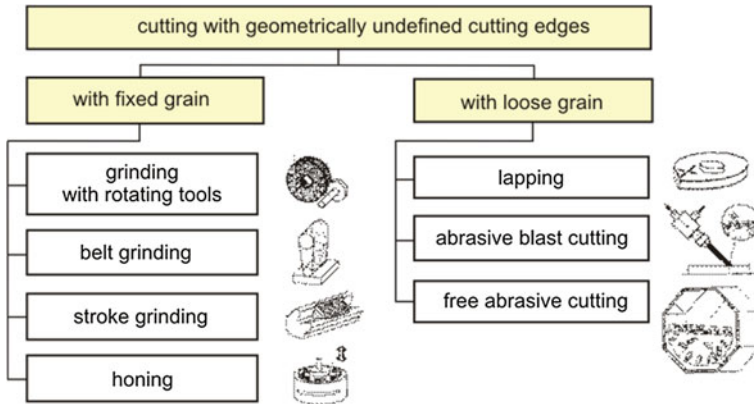 cutting with geometrically undefined cutting edges
with fixed grain
with loose grain
grinding
with rotating tools
belt grinding
stroke grinding
honing
lapping
abrasive blast cutting
free abrasive cutting